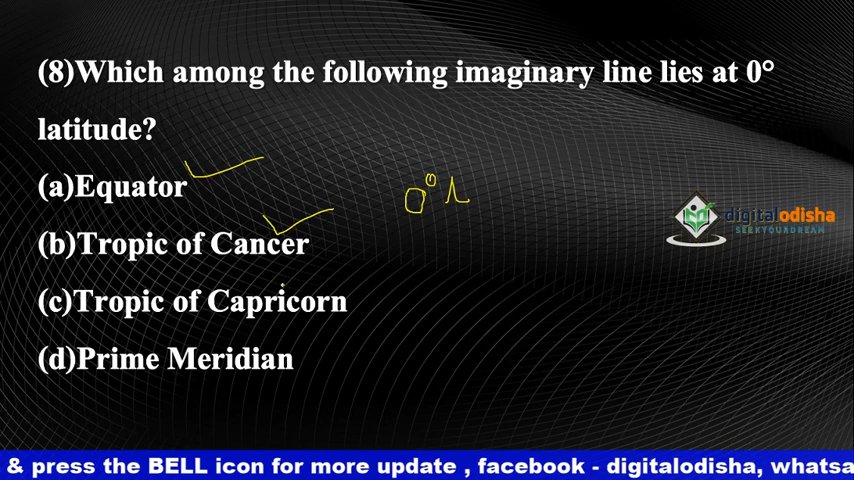 (8)Which among the following imaginary line lies at 0°
latitude?
(a)Equator
0°
(b)Tropic of Cancer
(c)Tropic of Capricorn
(d)Prime Meridian
digitalodisha
SEEKYOURDREAM
& press the BELL icon for more update , facebook - digitalodisha, whatsa